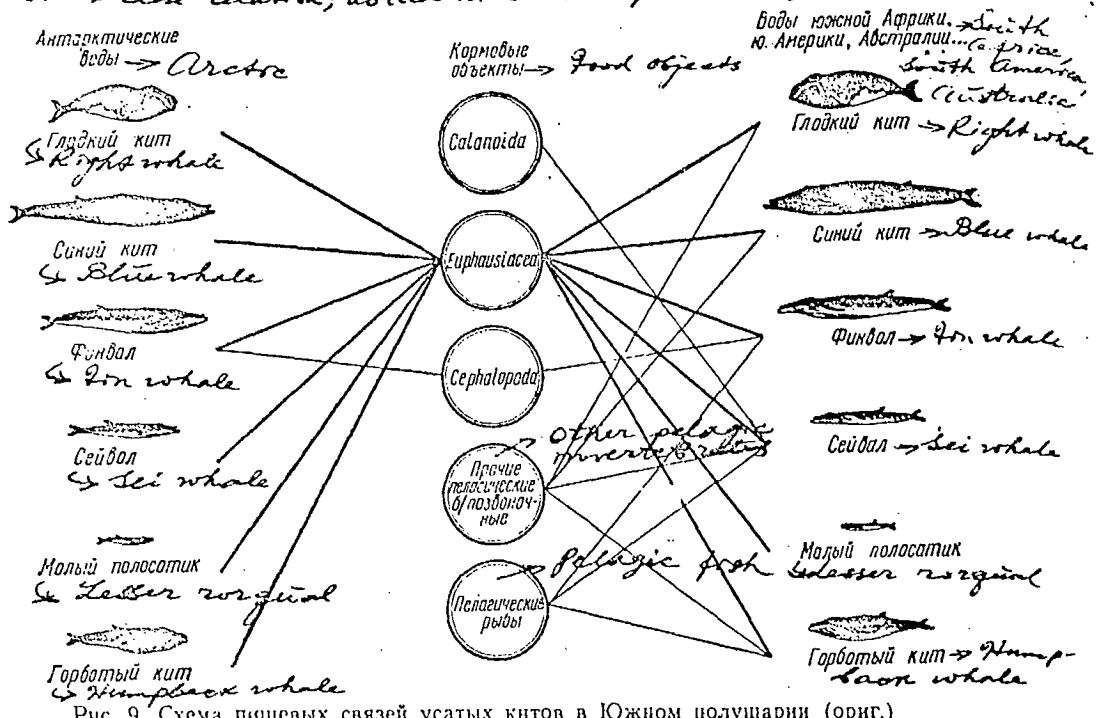 Антарктические
воды → Arctic
Гладкий кит
↳ Right whale
Синий кит
↳ Blue whale
Финвал
↳ Fin whale
Сейвал
↳ Sei whale
Малый полосатик
↳ Lesser rorqual
Горбатый кит
↳ Humpback whale
Кормовые
объекты → Food objects
Calanoida
Euphausiacea
Cephalopoda
Прочие
пелагические
б/позвоноч-
ные
→ Other pelagic
invertebrates
Пелагические
рыбы
→ Pelagic fish
Воды южной Африки, → South
ю. Америки, Австралии... Africa,
South America,
Australia
Гладкий кит → Right whale
Синий кит → Blue whale
Финвал → Fin whale
Сейвал → Sei whale
Малый полосатик
↳ Lesser rorqual
Горбатый кит → Hump-
back whale
Рис. 9. Схема пищевых связей усатых китов в Южном полушарии (ориг.)